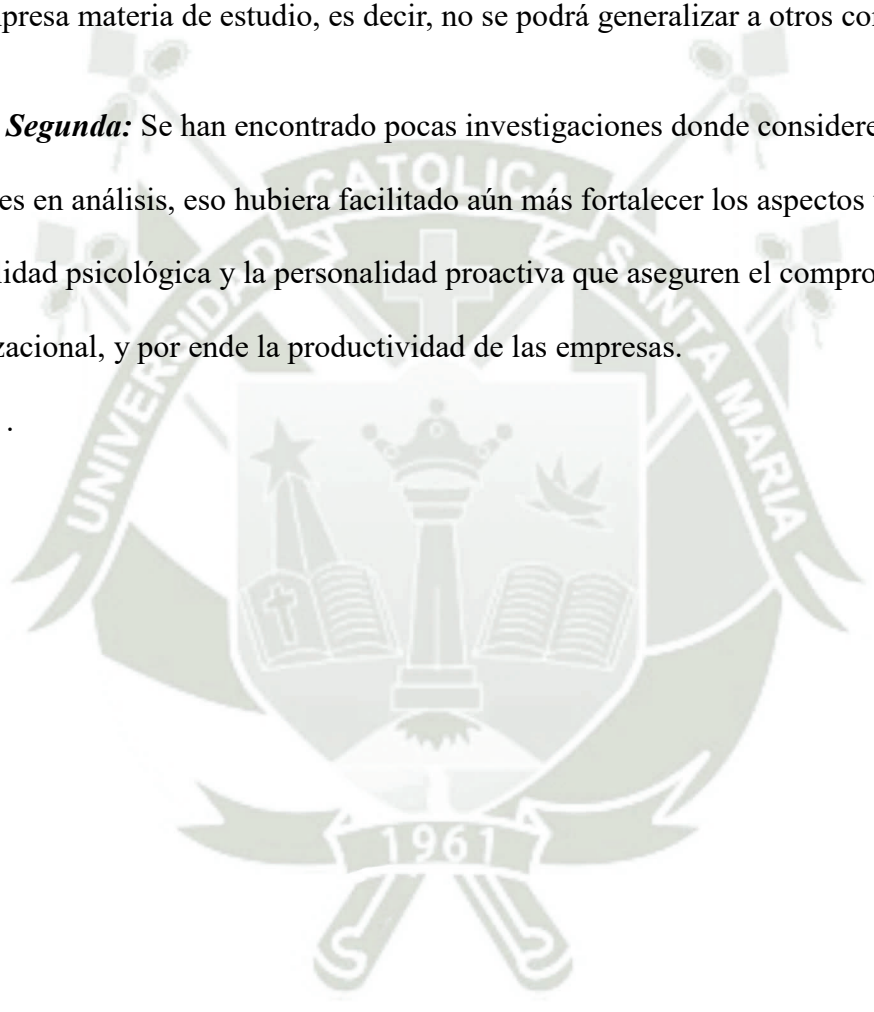 presa materia de estudio, es decir, no se podrá generalizar a otros co
Segunda: Se han encontrado pocas investigaciones donde considere
es en análisis, eso hubiera facilitado aún más fortalecer los aspectos
lidad psicológica y la personalidad proactiva que aseguren el compro
zacional, y por ende la productividad de las empresas.
.
UNIVERSIDAD CATOLICA SANTA MARIA
1961